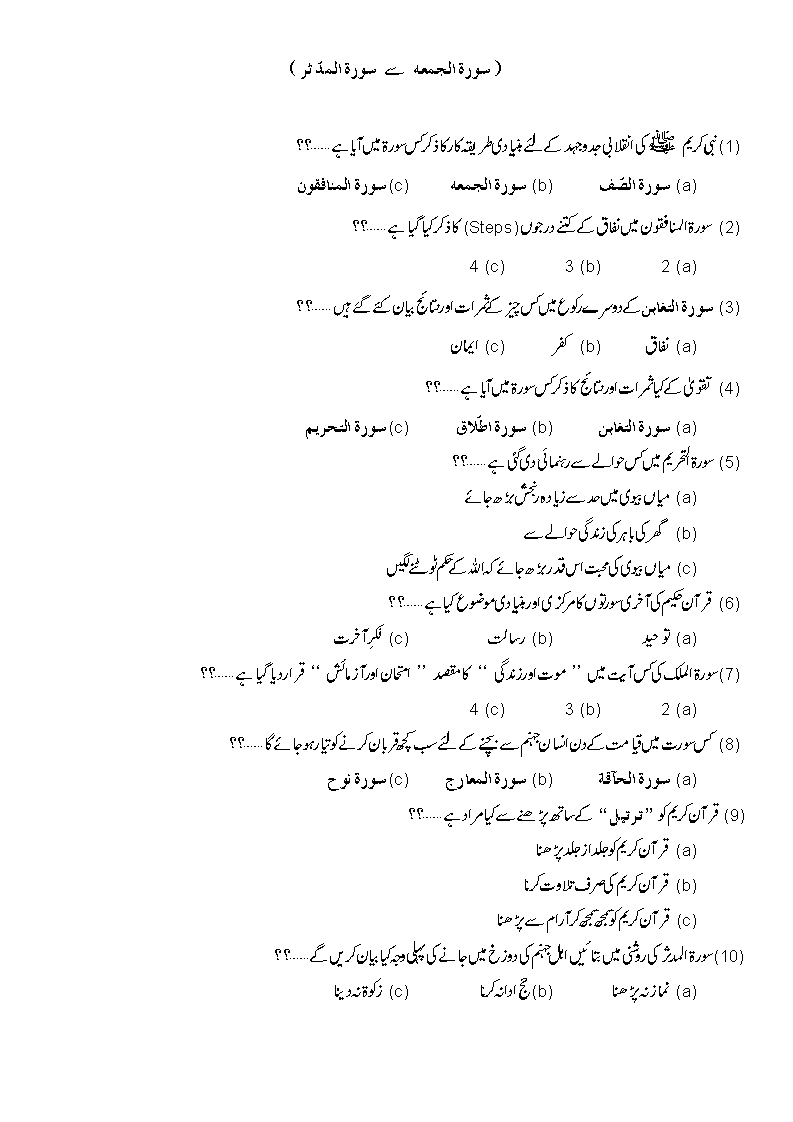 ( سورة الجمعه سے سورة المدّثر )
(1) نبی کریم ﷺ کی انقلابی جدوجہد کے لئے بنیادی طریقہ کار کا ذکر کس سورۃ میں آیا ہے......؟؟
(a) سورة الصّف (b) سورة الجمعه (c) سورة المنافقون
(2) سورۃ المنافقون میں نفاق کے کتنے درجوں (Steps) کا ذکر کیا گیا ہے......؟؟
(a) 2 (b) 3 (c) 4
(3) سورة التغابن کے دوسرے رکوع میں کس چیز کے ثمرات اور نتائج بیان کئے گئے ہیں......؟؟
(a) نفاق (b) کفر (c) ایمان
(4) تقویٰ کے کیا ثمرات اور نتائج کا ذکر کس سورۃ میں آیا ہے......؟؟
(a) سورة التغابن (b) سورة اطّلاق (c) سورة التحريم
(5) سورۃ التحریم میں کس حوالے سے رہنمائی دی گئی ہے......؟؟
(a) میاں بیوی میں حد سے زیادہ رنجش بڑھ جائے
(b) گھر کی باہر کی زندگی حوالے سے
(c) میاں بیوی کی محبت اس قدر بڑھ جائے کہ اللہ کے حکم ٹوٹنے لگیں
(6) قرآن حکیم کی آخری سورتوں کا مرکزی اور بنیادی موضوع کیا ہے......؟؟
(a) توحید (b) رسالت (c) فکرِ آخرت
(7) سورۃ الملک کی کس آیت میں ”موت اور زندگی“ کا مقصد ”امتحان اور آزمائش“ قرار دیا گیا ہے......؟؟
(a) 2 (b) 3 (c) 4
(8) کس سورت میں قیامت کے دن انسان جہنم سے بچنے کے لئے سب کچھ قربان کرنے کو تیار ہو جائے گا......؟؟
(a) سورة الحآقة (b) سورة المعارج (c) سورة نوح
(9) قرآن کریم کو ”ترتیل“ کے ساتھ پڑھنے سے کیا مراد ہے......؟؟
(a) قرآن کریم کو جلد از جلد پڑھنا
(b) قرآن کریم کی صرف تلاوت کرنا
(c) قرآن کریم کو سمجھ سمجھ کر آرام سے پڑھنا
(10) سورۃ المدثر کی روشنی میں بتائیں اہل جہنم کی دوزخ میں جانے کی پہلی وجہ کیا بیان کریں گے......؟؟
(a) نماز نہ پڑھنا (b) حج ادا نہ کرنا (c) زکوٰۃ نہ دینا